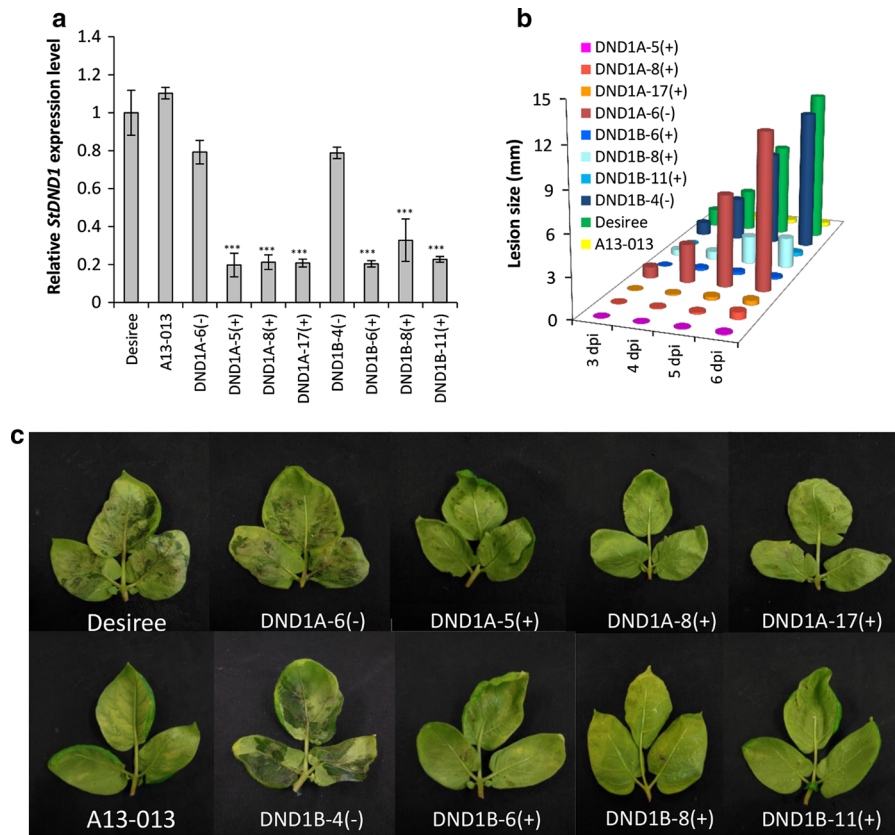 a
Relative StDND1 expression level
1.4
1.2
1
0.8
0.6
0.4
0.2
0
***
***
***
***
***
***
Desiree
A13-013
DND1A-6(-)
DND1A-5(+)
DND1A-8(+)
DND1A-17(+)
DND1B-4(-)
DND1B-6(+)
DND1B-8(+)
DND1B-11(+)
b
DND1A-5(+)
DND1A-8(+)
DND1A-17(+)
DND1A-6(-)
DND1B-6(+)
DND1B-8(+)
DND1B-11(+)
DND1B-4(-)
Desiree
A13-013
Lesion size (mm)
15
12
9
6
3
0
3 dpi
4 dpi
5 dpi
6 dpi
c
Desiree
DND1A-6(-)
DND1A-5(+)
DND1A-8(+)
DND1A-17(+)
A13-013
DND1B-4(-)
DND1B-6(+)
DND1B-8(+)
DND1B-11(+)